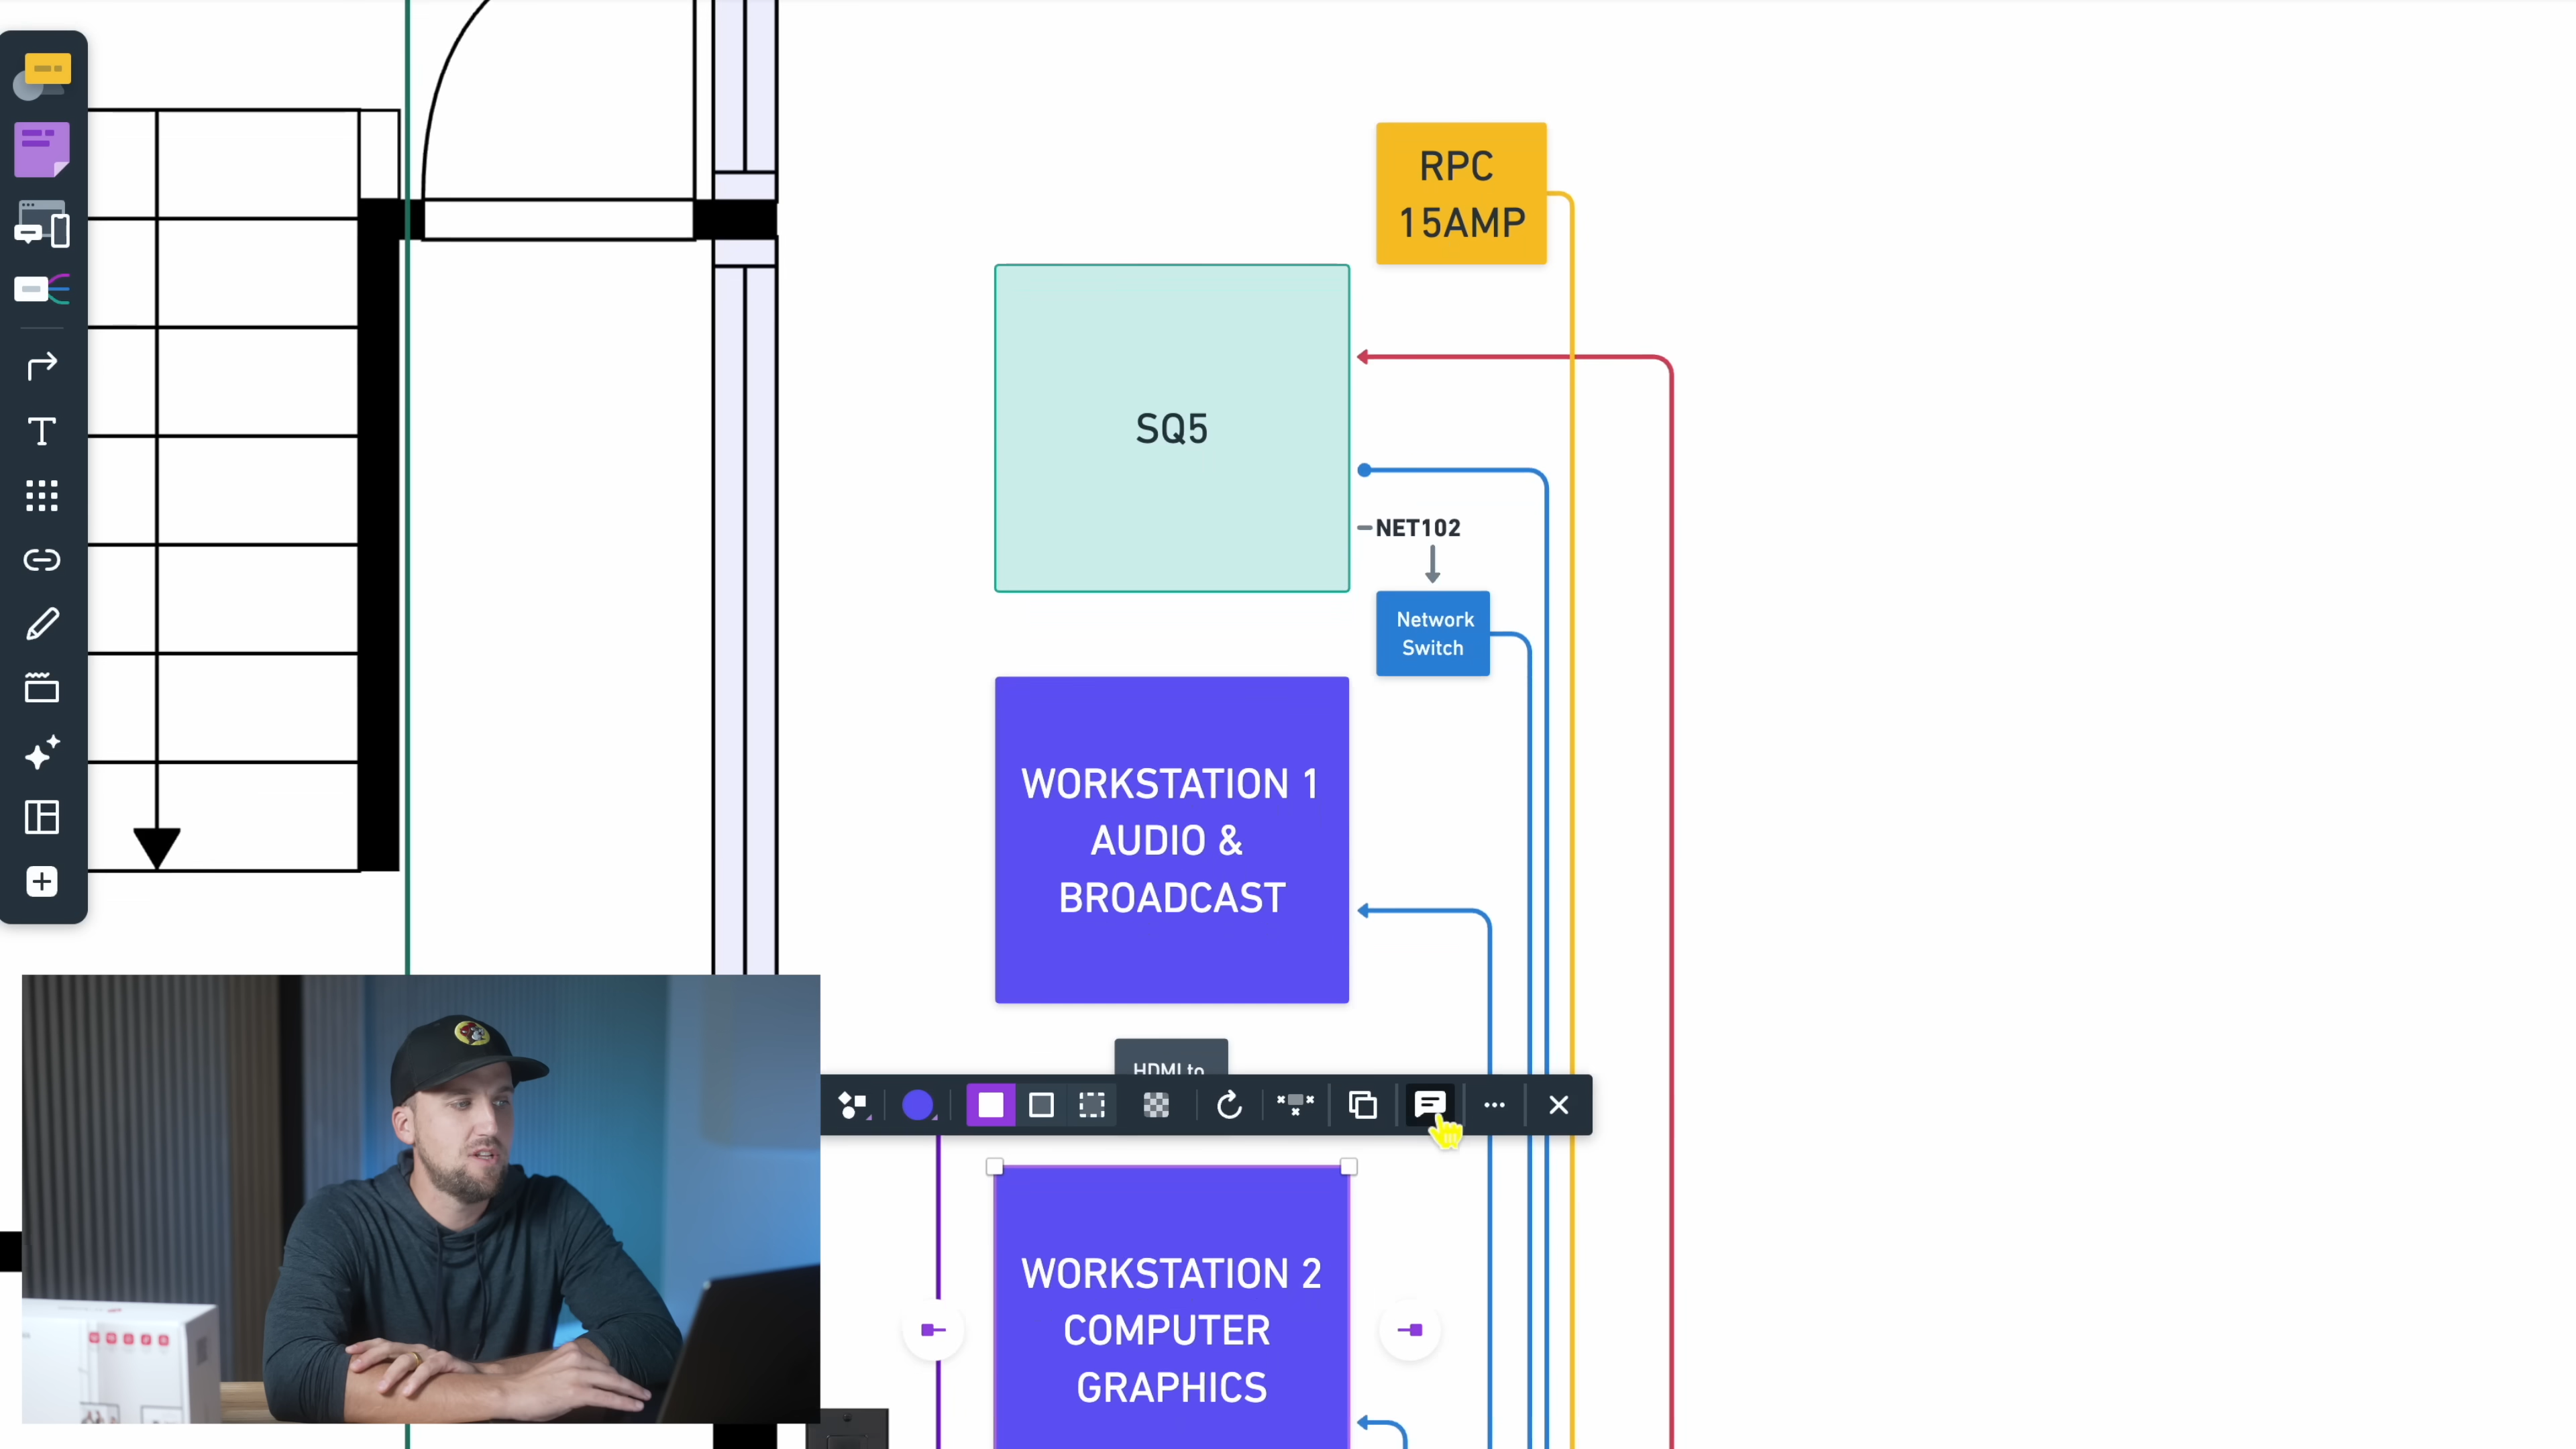 RPC
15AMP
SQ5
NET102
Network
Switch
WORKSTATION 1
AUDIO &
BROADCAST
HDMI to
WORKSTATION 2
COMPUTER
GRAPHICS